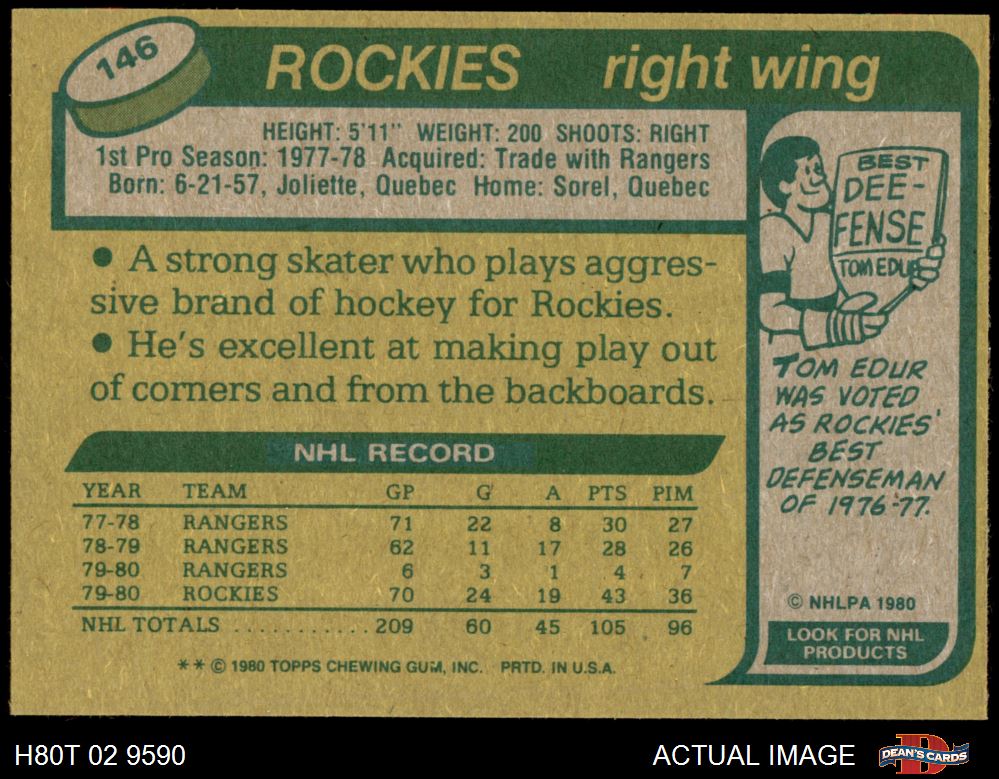 146
ROCKIES right wing
HEIGHT: 5'11" WEIGHT: 200 SHOOTS: RIGHT
1st Pro Season: 1977-78 Acquired: Trade with Rangers
Born: 6-21-57, Joliette, Quebec Home: Sorel, Quebec
● A strong skater who plays aggres-
sive brand of hockey for Rockies.
● He's excellent at making play out
of corners and from the backboards.
BEST
DEE-
FENSE
TOM EDUR
TOM EDUR
WAS VOTED
AS ROCKIES'
BEST
DEFENSEMAN
OF 1976-77.
NHL RECORD
YEAR TEAM GP G A PTS PIM
77-78 RANGERS 71 22 8 30 27
78-79 RANGERS 62 11 17 28 26
79-80 RANGERS 6 3 1 4 7
79-80 ROCKIES 70 24 19 43 36
NHL TOTALS ........... 209 60 45 105 96
** © 1980 TOPPS CHEWING GUM, INC. PRTD. IN U.S.A.
© NHLPA 1980
LOOK FOR NHL
PRODUCTS
H80T 02 9590 ACTUAL IMAGE DEAN'S CARDS